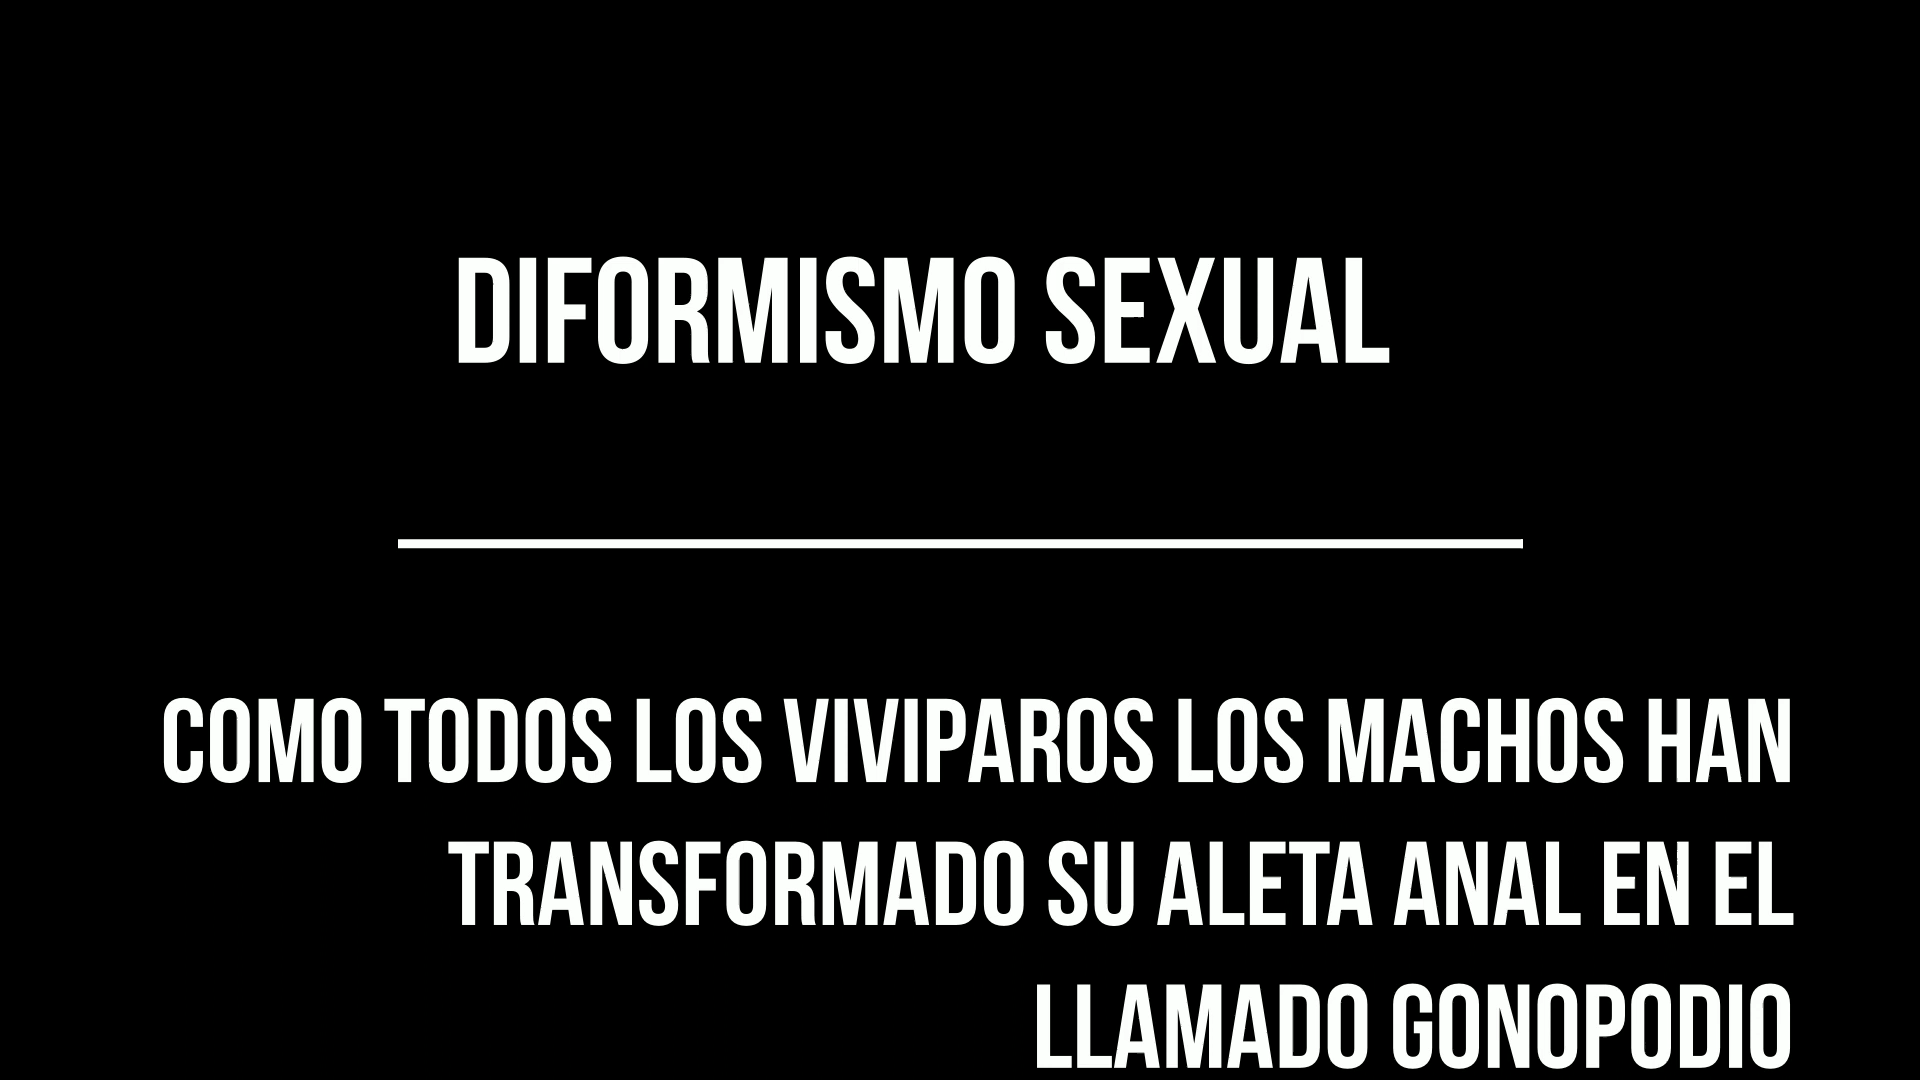 DIFORMISMO SEXUAL
COMO TODOS LOS VIVIPAROS LOS MACHOS HAN
TRANSFORMADO SU ALETA ANAL EN EL
LLAMADO GONOPODIO